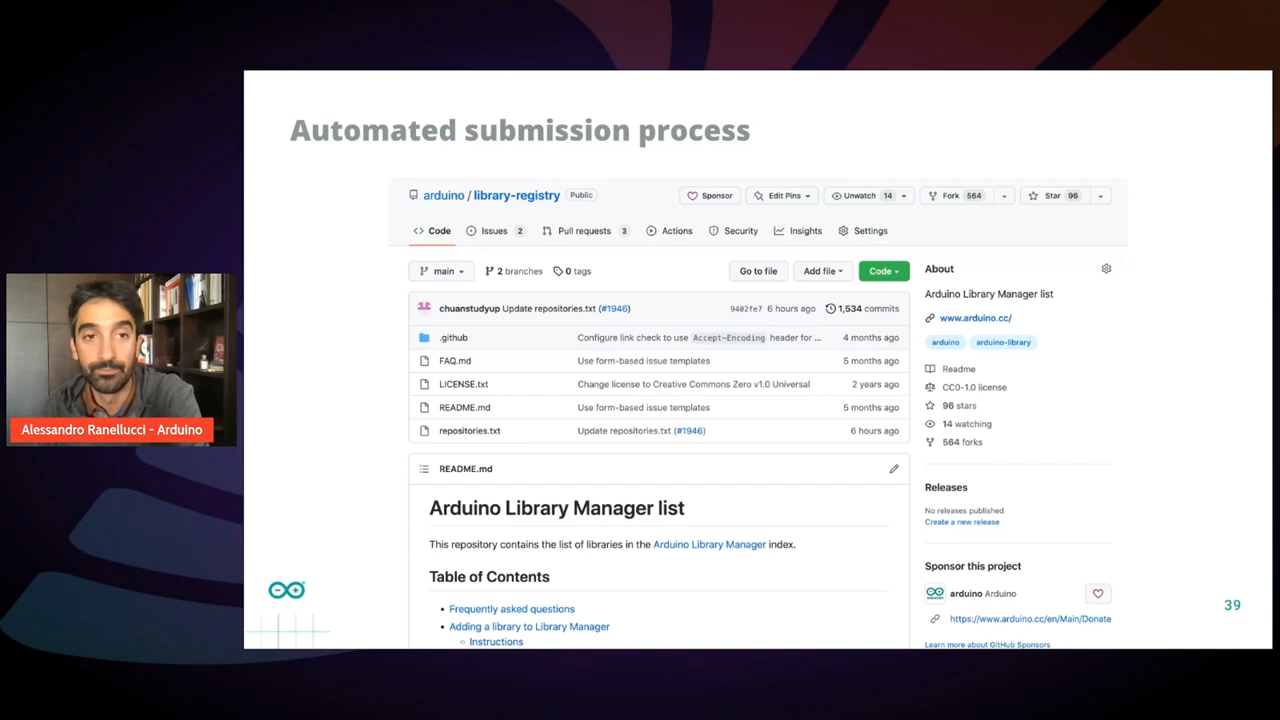 Automated submission process
arduino / library-registry Public
Sponsor Edit Pins Unwatch 14 Fork 564 Star 96
Code Issues 2 Pull requests 3 Actions Security Insights Settings
main 2 branches 0 tags Go to file Add file Code
chuanstudyup Update repositories.txt (#1946) 9482fe7 6 hours ago 1,534 commits
.github Configure link check to use Accept-Encoding header for ... 4 months ago
FAQ.md Use form-based issue templates 5 months ago
LICENSE.txt Change license to Creative Commons Zero v1.0 Universal 2 years ago
README.md Use form-based issue templates 5 months ago
repositories.txt Update repositories.txt (#1946) 6 hours ago
README.md
Arduino Library Manager list
This repository contains the list of libraries in the Arduino Library Manager index.
Table of Contents
• Frequently asked questions
• Adding a library to Library Manager
○ Instructions
About
Arduino Library Manager list
www.arduino.cc/
arduino arduino-library
Readme
CC0-1.0 license
96 stars
14 watching
564 forks
Releases
No releases published
Create a new release
Sponsor this project
arduino Arduino
https://www.arduino.cc/en/Main/Donate
Learn more about GitHub Sponsors
39
Alessandro Ranellucci - Arduino